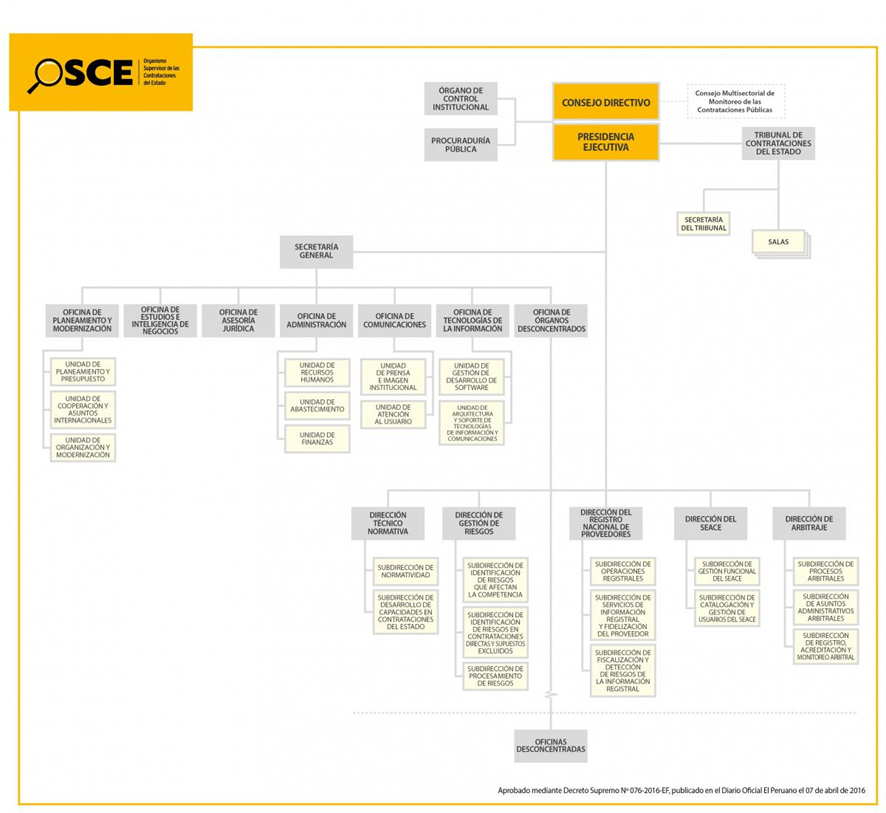 OSCE
Organismo
Supervisor de las
Contrataciones
del Estado
ÓRGANO DE
CONTROL
INSTITUCIONAL
PROCURADURÍA
PÚBLICA
CONSEJO DIRECTIVO
PRESIDENCIA
EJECUTIVA
Consejo Multisectorial de
Monitoreo de las
Contrataciones Públicas
TRIBUNAL DE
CONTRATACIONES
DEL ESTADO
SECRETARÍA
DEL TRIBUNAL
SALAS
SECRETARÍA
GENERAL
OFICINA DE
PLANEAMIENTO Y
MODERNIZACIÓN
OFICINA DE
ESTUDIOS E
INTELIGENCIA DE
NEGOCIOS
OFICINA DE
ASESORÍA
JURÍDICA
OFICINA DE
ADMINISTRACIÓN
OFICINA DE
COMUNICACIONES
OFICINA DE
TECNOLOGÍAS DE
LA INFORMACIÓN
OFICINA DE
ÓRGANOS
DESCONCENTRADOS
UNIDAD DE
PLANEAMIENTO Y
PRESUPUESTO
UNIDAD DE
COOPERACIÓN Y
ASUNTOS
INTERNACIONALES
UNIDAD DE
ORGANIZACIÓN Y
MODERNIZACIÓN
UNIDAD DE
RECURSOS
HUMANOS
UNIDAD DE
ABASTECIMIENTO
UNIDAD DE
FINANZAS
UNIDAD
DE PRENSA
E IMAGEN
INSTITUCIONAL
UNIDAD DE
ATENCIÓN
AL USUARIO
UNIDAD DE
GESTIÓN DE
DESARROLLO DE
SOFTWARE
UNIDAD DE
ARQUITECTURA
Y SOPORTE DE
TECNOLOGÍAS
DE INFORMACIÓN Y
COMUNICACIONES
DIRECCIÓN
TÉCNICO
NORMATIVA
DIRECCIÓN DE
GESTIÓN DE
RIESGOS
DIRECCIÓN DEL
REGISTRO
NACIONAL DE
PROVEEDORES
DIRECCIÓN DEL
SEACE
DIRECCIÓN DE
ARBITRAJE
SUBDIRECCIÓN DE
NORMATIVIDAD
SUBDIRECCIÓN DE
DESARROLLO DE
CAPACIDADES EN
CONTRATACIONES
DEL ESTADO
SUBDIRECCIÓN DE
IDENTIFICACIÓN
DE RIESGOS
QUE AFECTAN
LA COMPETENCIA
SUBDIRECCIÓN DE
IDENTIFICACIÓN
DE RIESGOS EN
CONTRATACIONES
DIRECTAS Y SUPUESTOS
EXCLUIDOS
SUBDIRECCIÓN DE
PROCESAMIENTO
DE RIESGOS
SUBDIRECCIÓN DE
OPERACIONES
REGISTRALES
SUBDIRECCIÓN DE
SERVICIOS DE
INFORMACIÓN
REGISTRAL
Y FIDELIZACIÓN
DEL PROVEEDOR
SUBDIRECCIÓN DE
FISCALIZACIÓN Y
DETECCIÓN
DE RIESGOS DE
LA INFORMACIÓN
REGISTRAL
SUBDIRECCIÓN DE
GESTIÓN FUNCIONAL
DEL SEACE
SUBDIRECCIÓN DE
CATALOGACIÓN Y
GESTIÓN DE
USUARIOS DEL SEACE
SUBDIRECCIÓN DE
PROCESOS
ARBITRALES
SUBDIRECCIÓN
DE ASUNTOS
ADMINISTRATIVOS
ARBITRALES
SUBDIRECCIÓN
DE REGISTRO,
ACREDITACIÓN Y
MONITOREO ARBITRAL
OFICINAS
DESCONCENTRADAS
Aprobado mediante Decreto Supremo Nº 076-2016-EF, publicado en el Diario Oficial El Peruano el 07 de abril de 2016